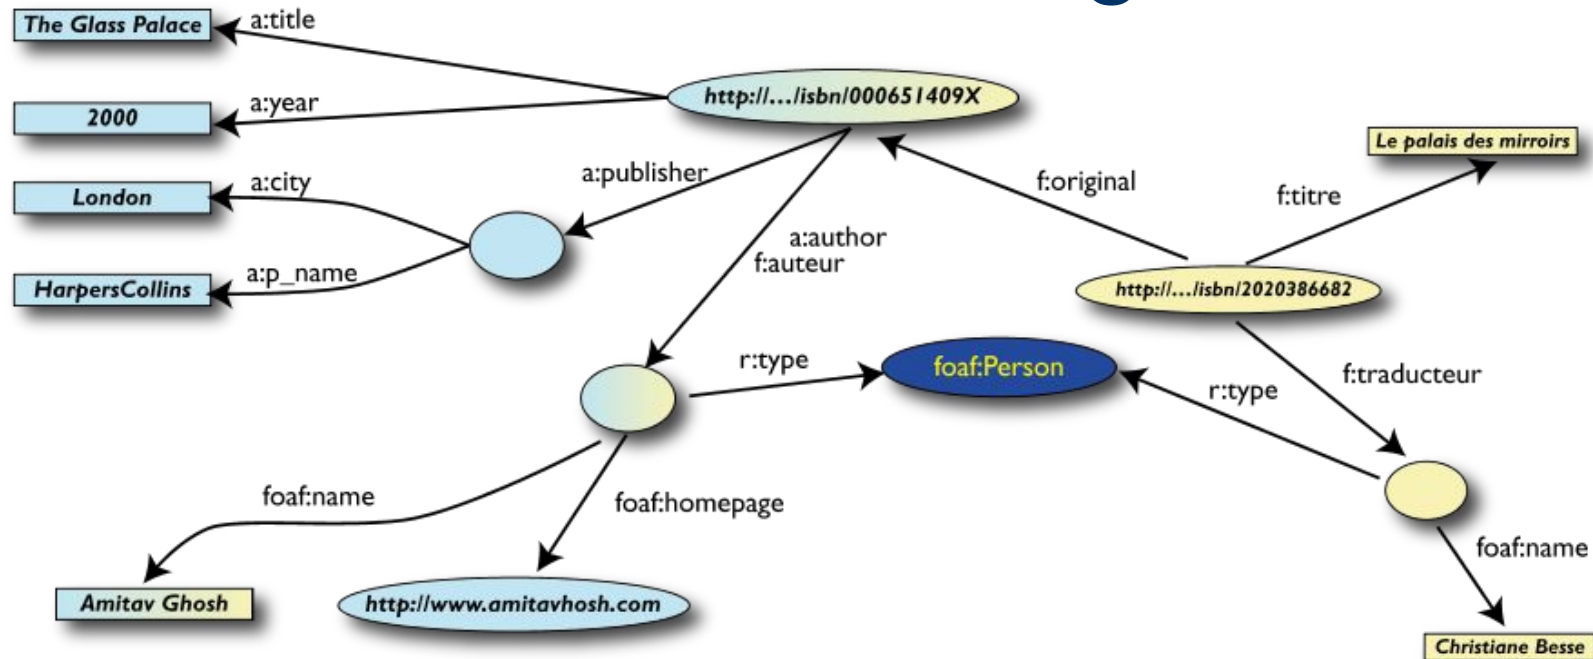 The Glass Palace
a:title
http://.../isbn/000651409X
2000
a:year
Le palais des mirroirs
London
a:city
a:publisher
f:original
f:titre
a:author
f:auteur
HarpersCollins
a:p_name
http://.../isbn/2020386682
r:type
foaf:Person
r:type
f:traducteur
foaf:name
foaf:homepage
foaf:name
Amitav Ghosh
http://www.amitavhosh.com
Christiane Besse